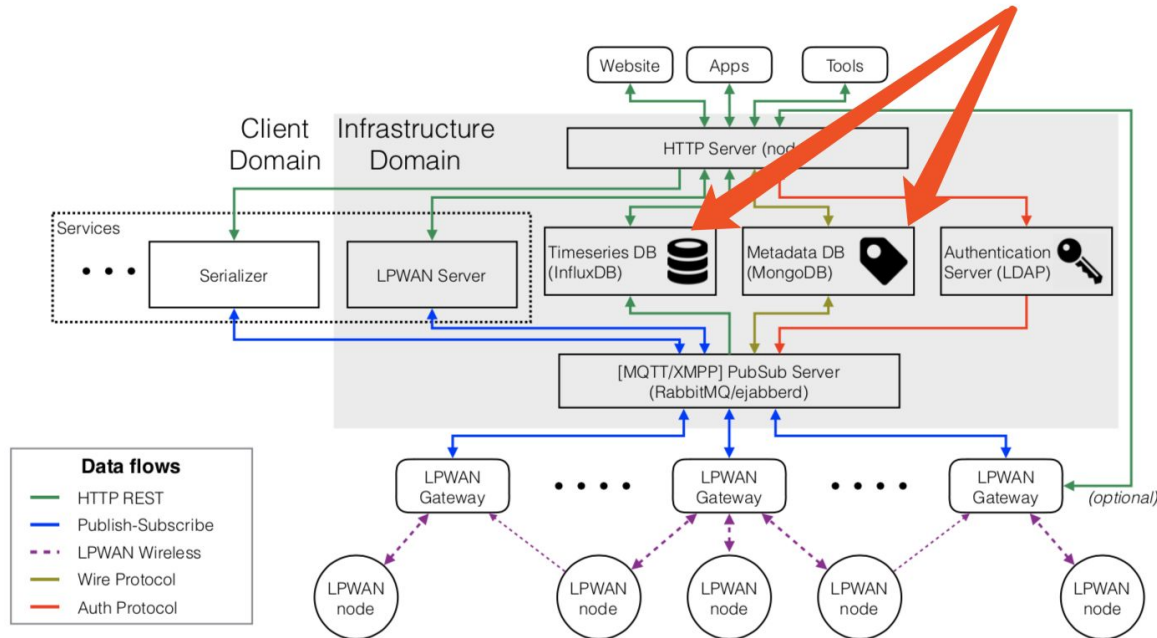 Website
Apps
Tools
Client
Domain
Infrastructure
Domain
HTTP Server (nod
Services
Serializer
LPWAN Server
Timeseries DB
(InfluxDB)
Metadata DB
(MongoDB)
Authentication
Server (LDAP)
[MQTT/XMPP] PubSub Server
(RabbitMQ/ejabberd)
Data flows
HTTP REST
Publish-Subscribe
LPWAN Wireless
Wire Protocol
Auth Protocol
LPWAN
Gateway
LPWAN
Gateway
LPWAN
Gateway
(optional)
LPWAN
node
LPWAN
node
LPWAN
node
LPWAN
node
LPWAN
node